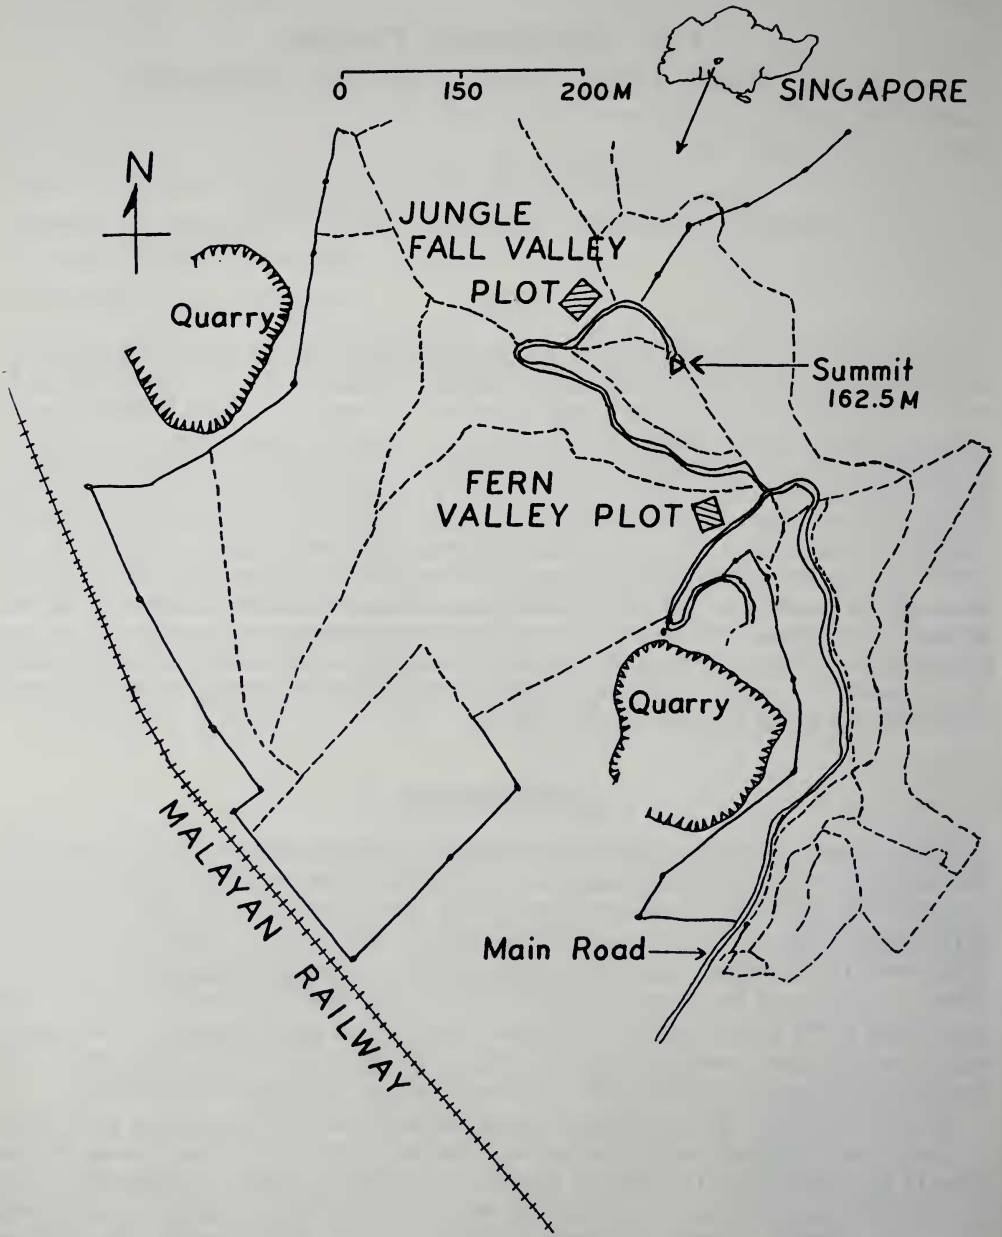 0 150 200M
SINGAPORE
N
JUNGLE
FALL VALLEY
PLOT
Quarry
Summit
162.5M
FERN
VALLEY PLOT
Quarry
MALAYAN RAILWAY
Main Road